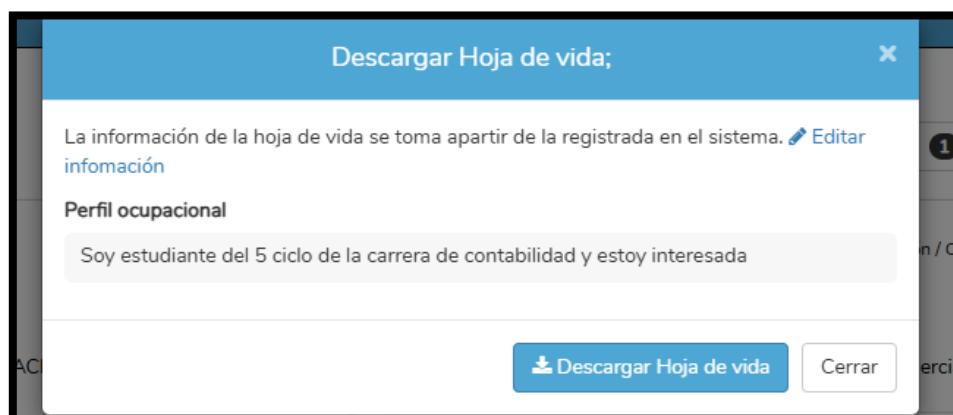 Descargar Hoja de vida;
×
La información de la hoja de vida se toma apartir de la registrada en el sistema. Editar
infomación
1
Perfil ocupacional
Soy estudiante del 5 ciclo de la carrera de contabilidad y estoy interesada
Descargar Hoja de vida
Cerrar